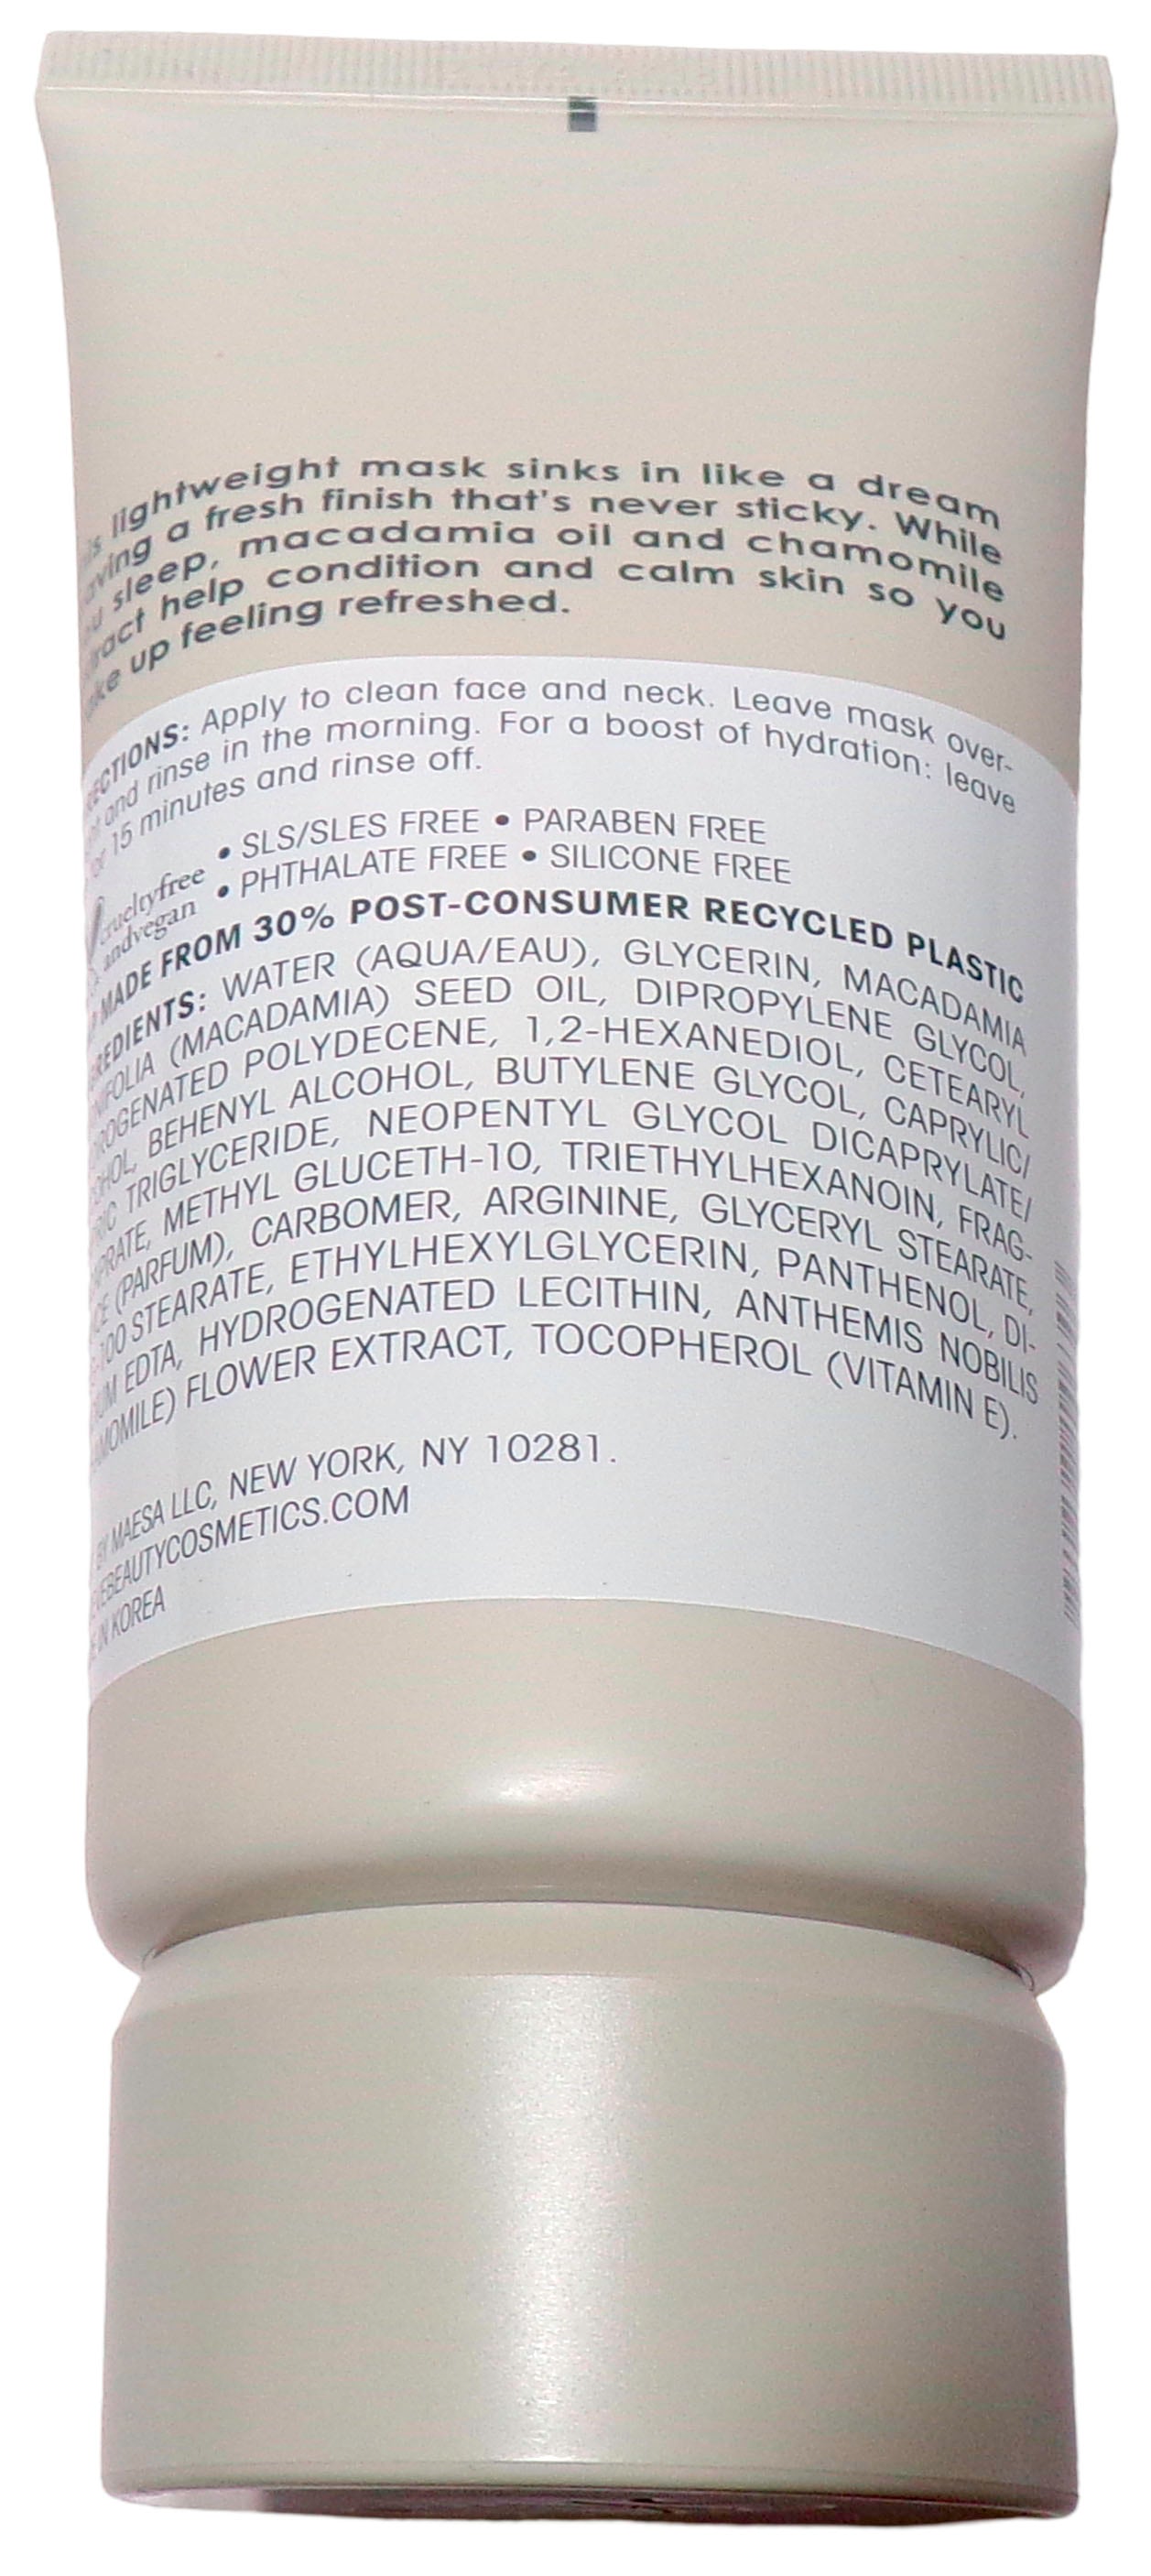 lightweight mask sinks in like a dream
a fresh finish that's never sticky. While
sleep, macadamia oil and chamomile
help condition and calm skin so you
up feeling refreshed.
Apply to clean face and neck. Leave mask over-
and rinse in the morning. For a boost of hydration: leave
15 minutes and rinse off.
• SLS/SLES FREE • PARABEN FREE
• PHTHALATE FREE • SILICONE FREE
crueltyfree
andvegan
MADE FROM 30% POST-CONSUMER RECYCLED PLASTIC
WATER (AQUA/EAU), GLYCERIN, MACADAMIA
(MACADAMIA) SEED OIL, DIPROPYLENE GLYCOL,
POLYDECENE, 1,2-HEXANEDIOL, CETEARYL
BEHENYL ALCOHOL, BUTYLENE GLYCOL, CAPRYLIC/
TRIGLYCERIDE, NEOPENTYL GLYCOL DICAPRYLATE/
METHYL GLUCETH-10, TRIETHYLHEXANOIN, FRAG-
(PARFUM), CARBOMER, ARGININE, GLYCERYL STEARATE,
STEARATE, ETHYLHEXYLGLYCERIN, PANTHENOL, DI-
EDTA, HYDROGENATED LECITHIN, ANTHEMIS NOBILIS
FLOWER EXTRACT, TOCOPHEROL (VITAMIN E).
BY MAESA LLC, NEW YORK, NY 10281.
EBEAUTYCOSMETICS.COM
IN KOREA